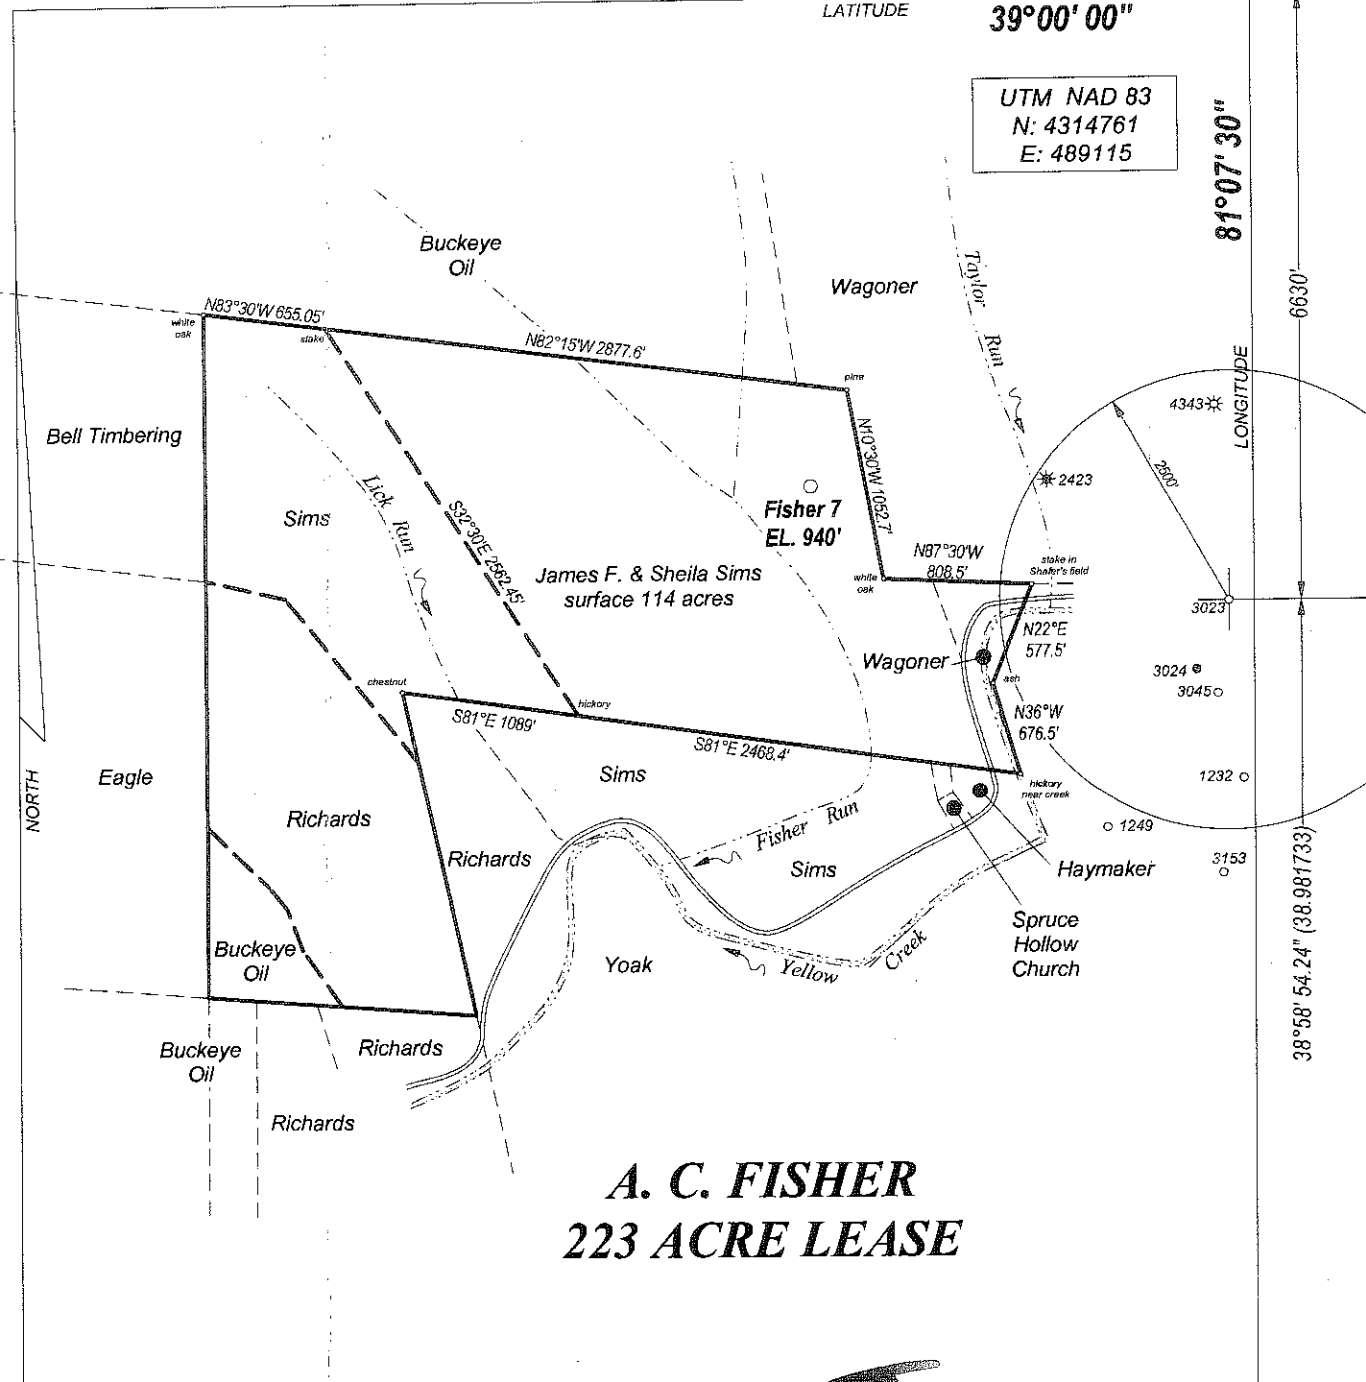 LATITUDE
39°00' 00"
UTM NAD 83
N: 4314761
E: 489115
81°07' 30"
LONGITUDE
6630'
38°58' 54.24" (38.981733)
Buckeye
Oil
Wagoner
Taylor Run
N83°30'W 655.05'
white
oak
stake
N82°15'W 2877.6'
pine
Bell Timbering
Sims
Lick Run
S32°30'E 2562.45'
N10°30'W 1052.7'
Fisher 7
EL. 940'
James F. & Sheila Sims
surface 114 acres
white
oak
N87°30'W
808.5'
stake in
Shafer's field
4343
2423
2500'
3023
3024
3045
1232
1249
3153
Wagoner
N22°E
577.5'
ash
N36°W
676.5'
hickory
near creek
chestnut
S81°E 1089'
hickory
S81°E 2468.4'
Sims
Eagle
NORTH
Richards
Richards
Fisher Run
Sims
Haymaker
Spruce
Hollow
Church
Buckeye
Oil
Yoak
Yellow Creek
Buckeye
Oil
Richards
Richards
A. C. FISHER
223 ACRE LEASE